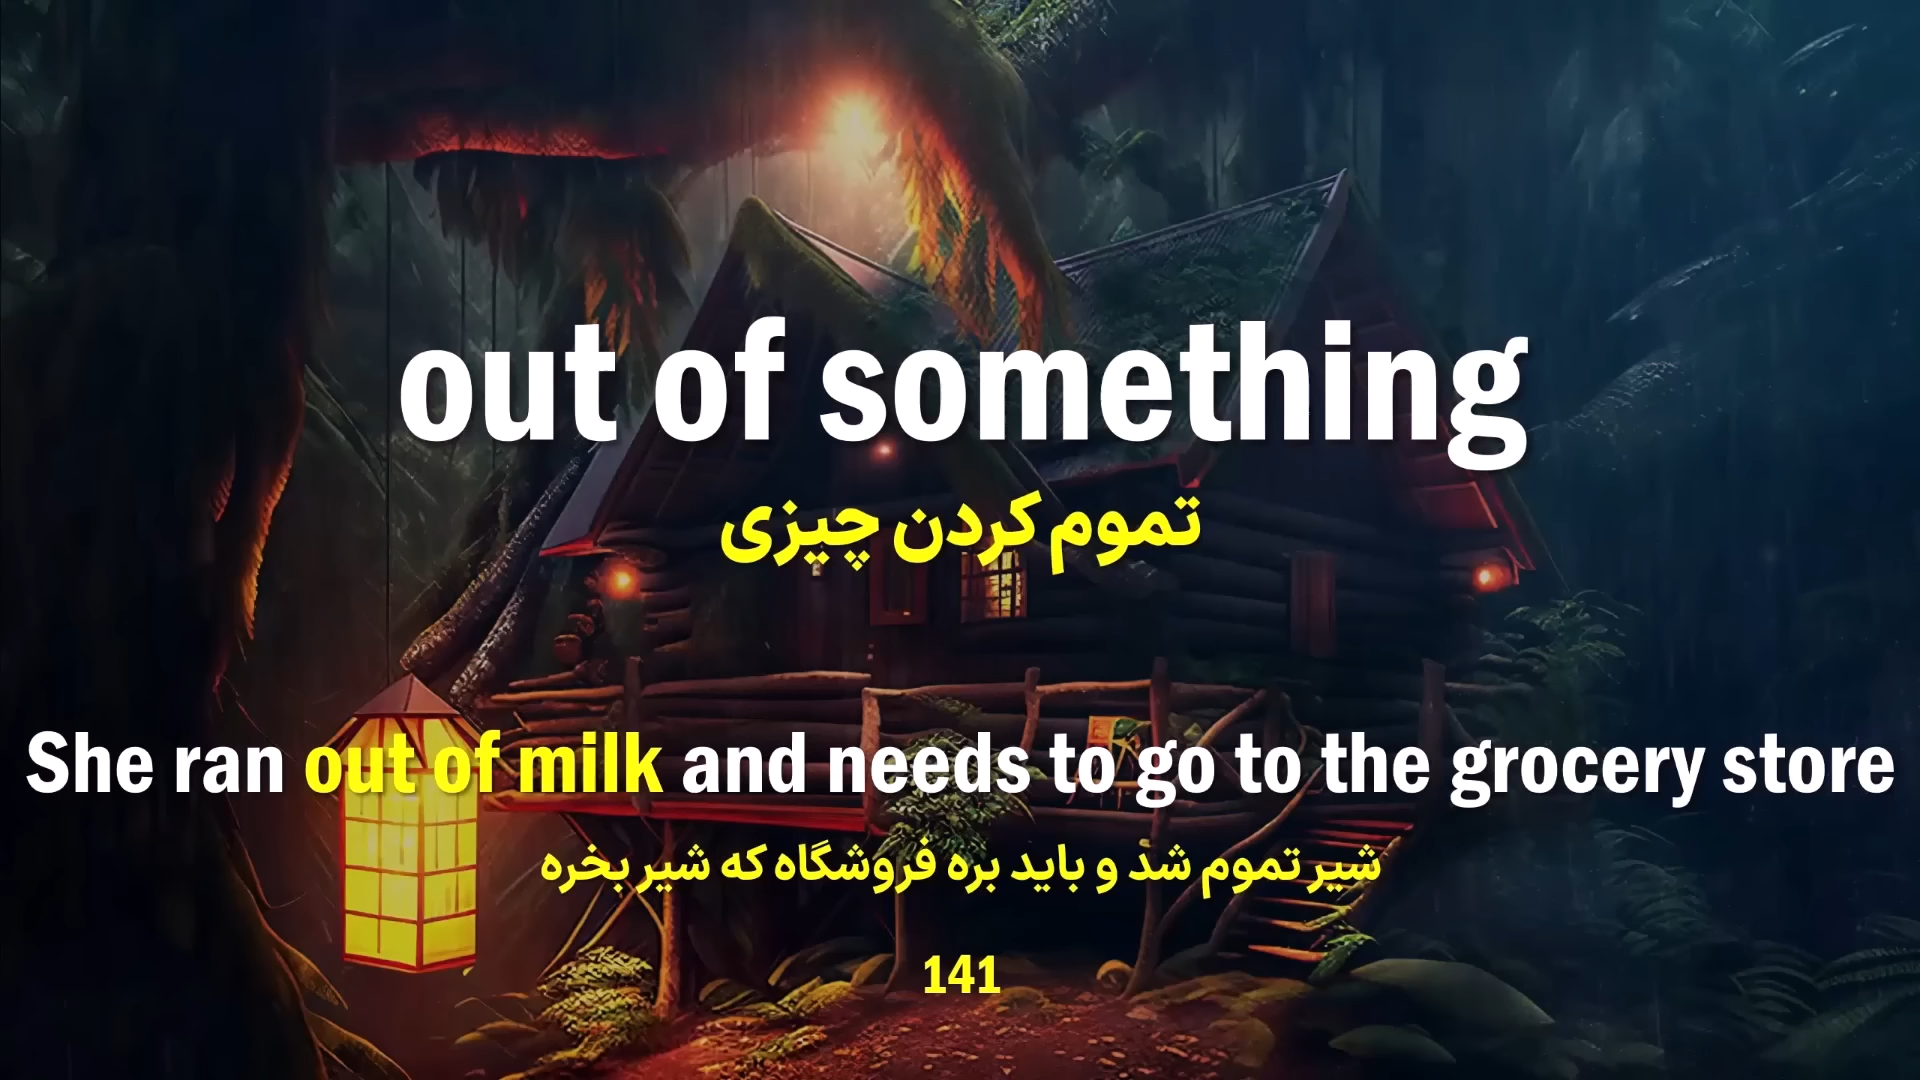 out of something
تموم کردن چیزی
She ran out of milk and needs to go to the grocery store
شیر تموم شد و باید بره فروشگاه که شیر بخره
141